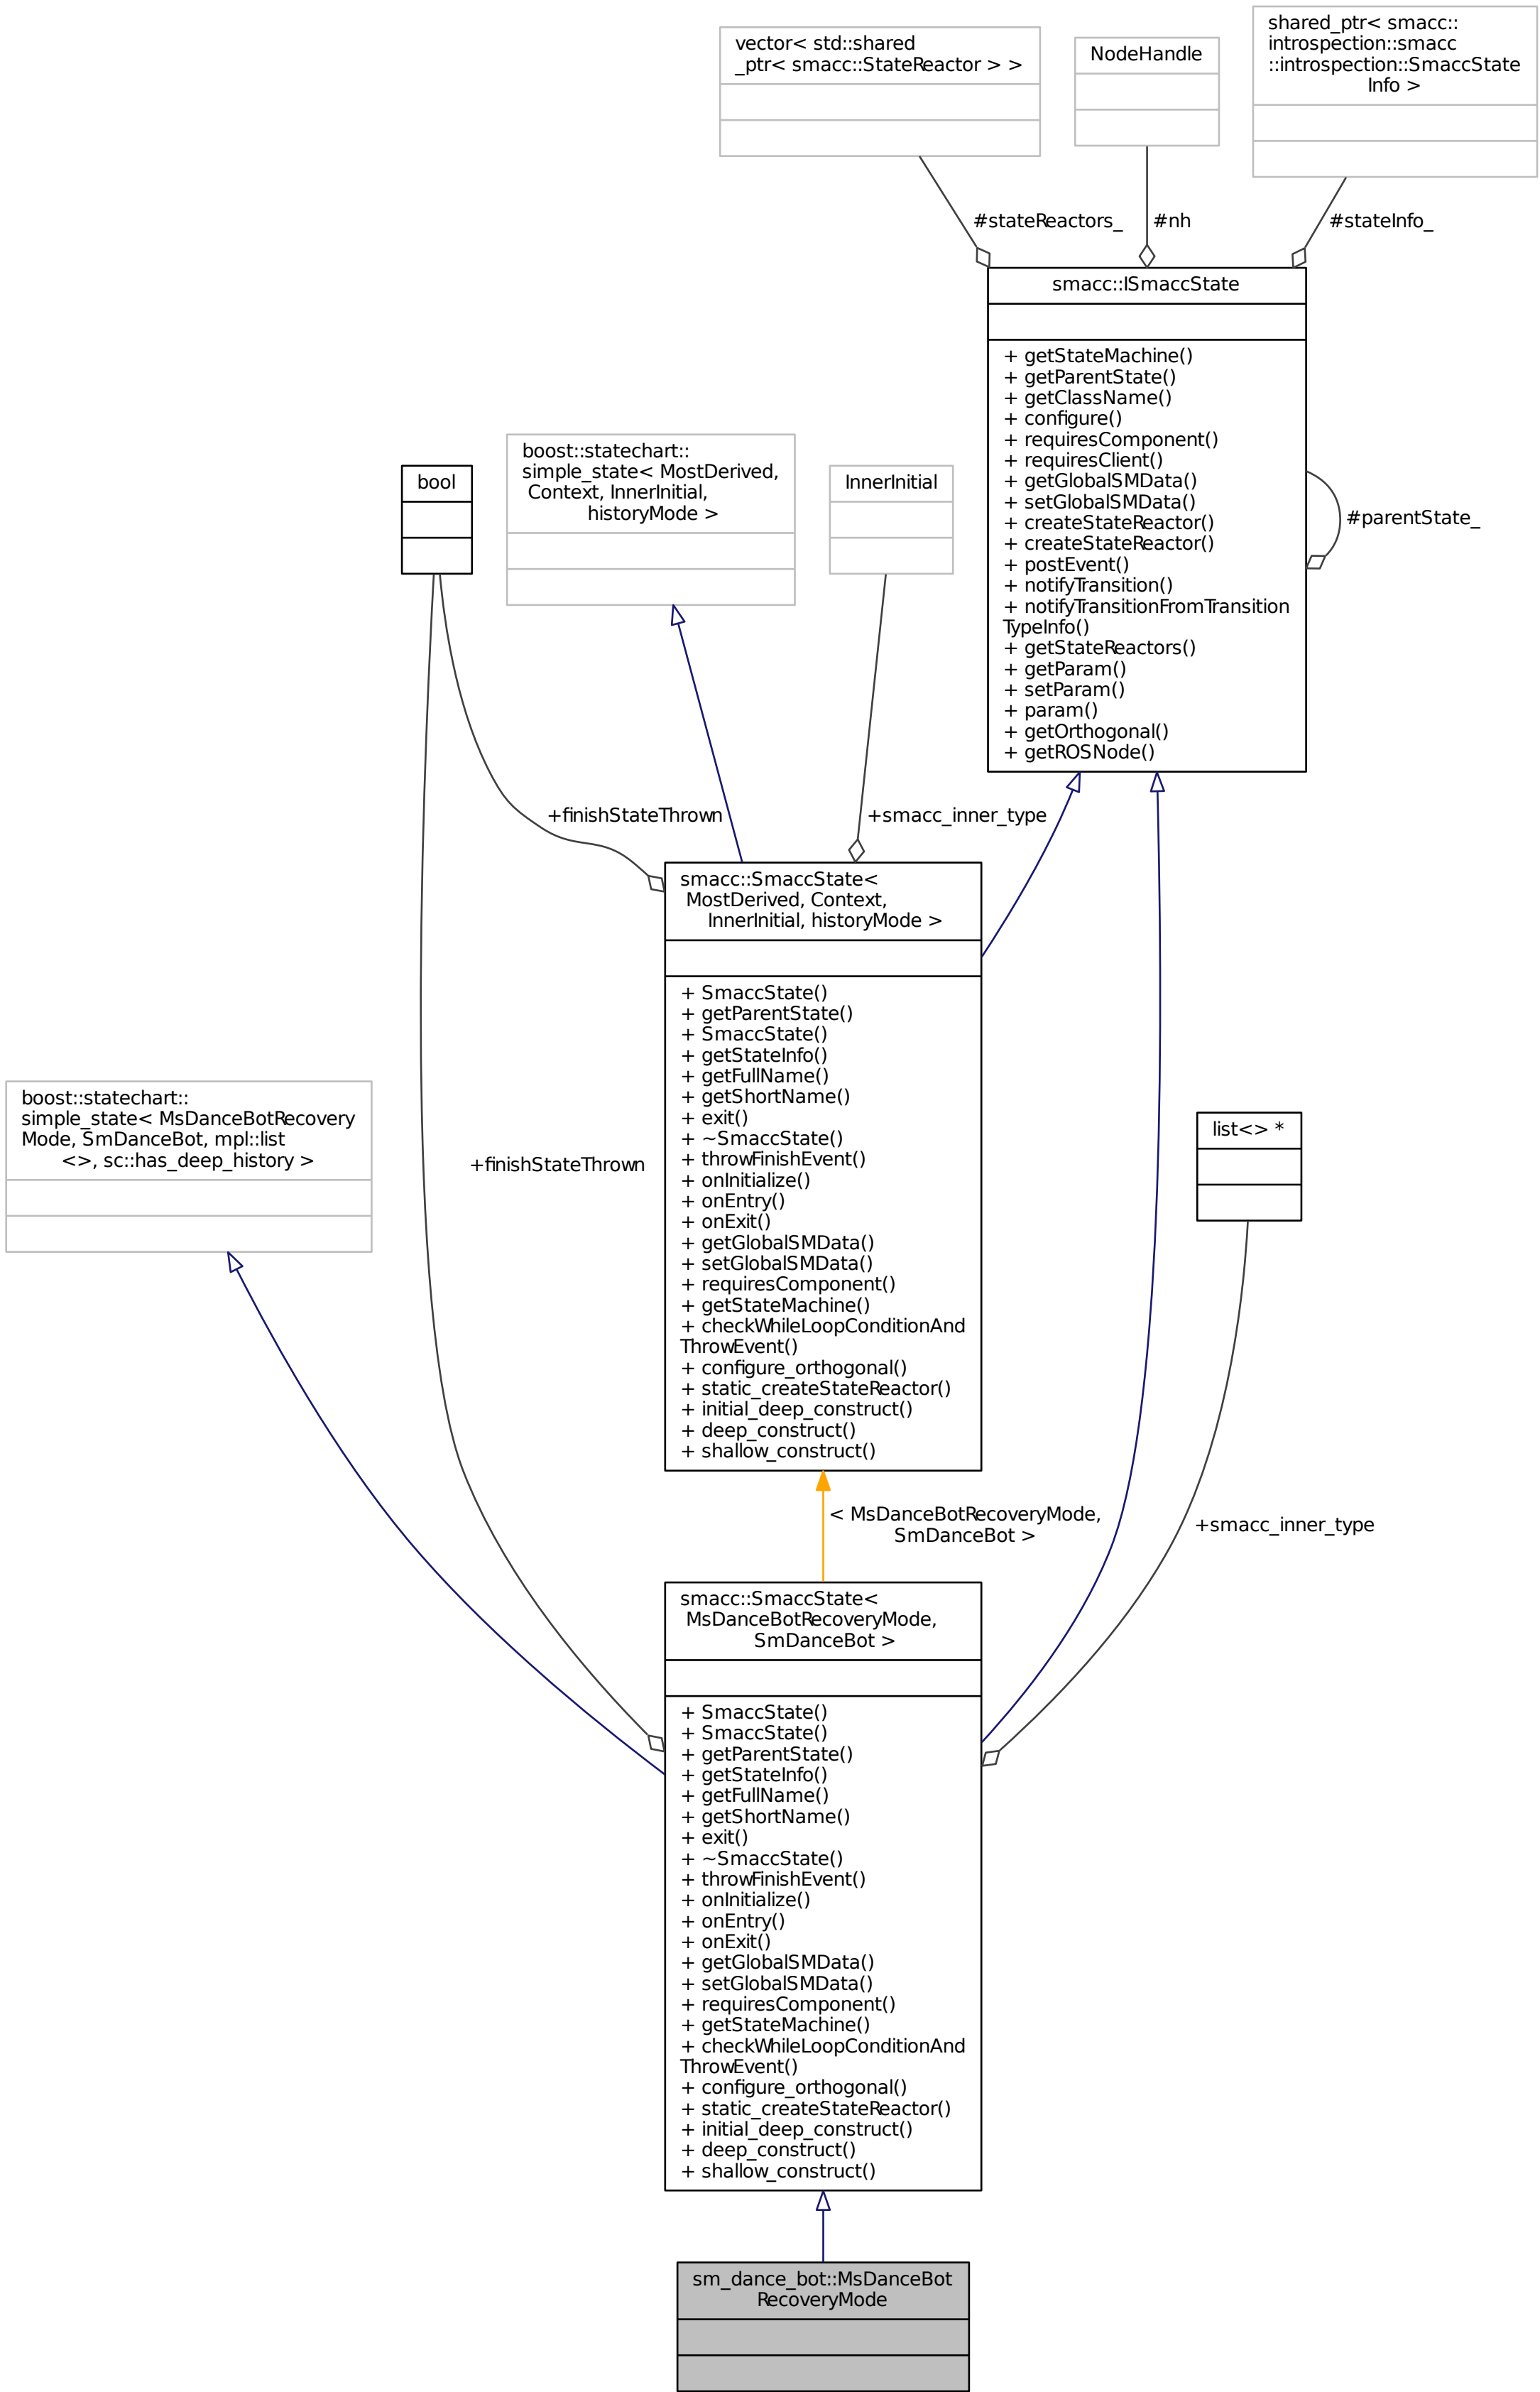 vector< std::shared
_ptr< smacc::StateReactor > >
NodeHandle
shared_ptr< smacc::
introspection::smacc
::introspection::SmaccState
Info >
#stateReactors_
#nh
#stateInfo_
smacc::ISmaccState
+ getStateMachine()
+ getParentState()
+ getClassName()
+ configure()
+ requiresComponent()
+ requiresClient()
+ getGlobalSMData()
+ setGlobalSMData()
+ createStateReactor()
+ createStateReactor()
+ postEvent()
+ notifyTransition()
+ notifyTransitionFromTransition
TypeInfo()
+ getStateReactors()
+ getParam()
+ setParam()
+ param()
+ getOrthogonal()
+ getROSNode()
#parentState_
bool
boost::statechart::
simple_state< MostDerived,
Context, InnerInitial,
historyMode >
InnerInitial
+finishStateThrown
+smacc_inner_type
smacc::SmaccState<
MostDerived, Context,
InnerInitial, historyMode >
+ SmaccState()
+ getParentState()
+ SmaccState()
+ getStateInfo()
+ getFullName()
+ getShortName()
+ exit()
+ ~SmaccState()
+ throwFinishEvent()
+ onInitialize()
+ onEntry()
+ onExit()
+ getGlobalSMData()
+ setGlobalSMData()
+ requiresComponent()
+ getStateMachine()
+ checkWhileLoopConditionAnd
ThrowEvent()
+ configure_orthogonal()
+ static_createStateReactor()
+ initial_deep_construct()
+ deep_construct()
+ shallow_construct()
boost::statechart::
simple_state< MsDanceBotRecovery
Mode, SmDanceBot, mpl::list
<>, sc::has_deep_history >
+finishStateThrown
list<> *
< MsDanceBotRecoveryMode,
SmDanceBot >
+smacc_inner_type
smacc::SmaccState<
MsDanceBotRecoveryMode,
SmDanceBot >
+ SmaccState()
+ SmaccState()
+ getParentState()
+ getStateInfo()
+ getFullName()
+ getShortName()
+ exit()
+ ~SmaccState()
+ throwFinishEvent()
+ onInitialize()
+ onEntry()
+ onExit()
+ getGlobalSMData()
+ setGlobalSMData()
+ requiresComponent()
+ getStateMachine()
+ checkWhileLoopConditionAnd
ThrowEvent()
+ configure_orthogonal()
+ static_createStateReactor()
+ initial_deep_construct()
+ deep_construct()
+ shallow_construct()
sm_dance_bot::MsDanceBot
RecoveryMode